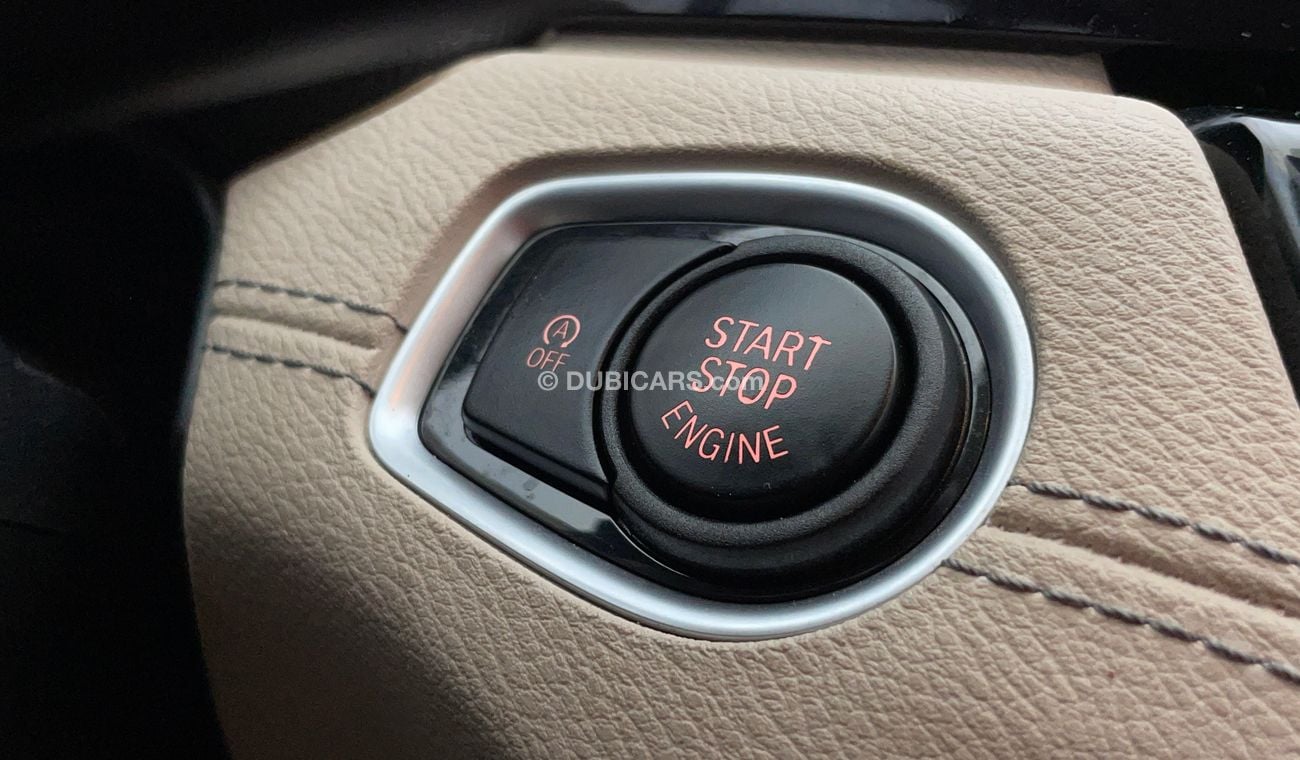 A
OFF
START
STOP
ENGINE
© DUBICARS.com